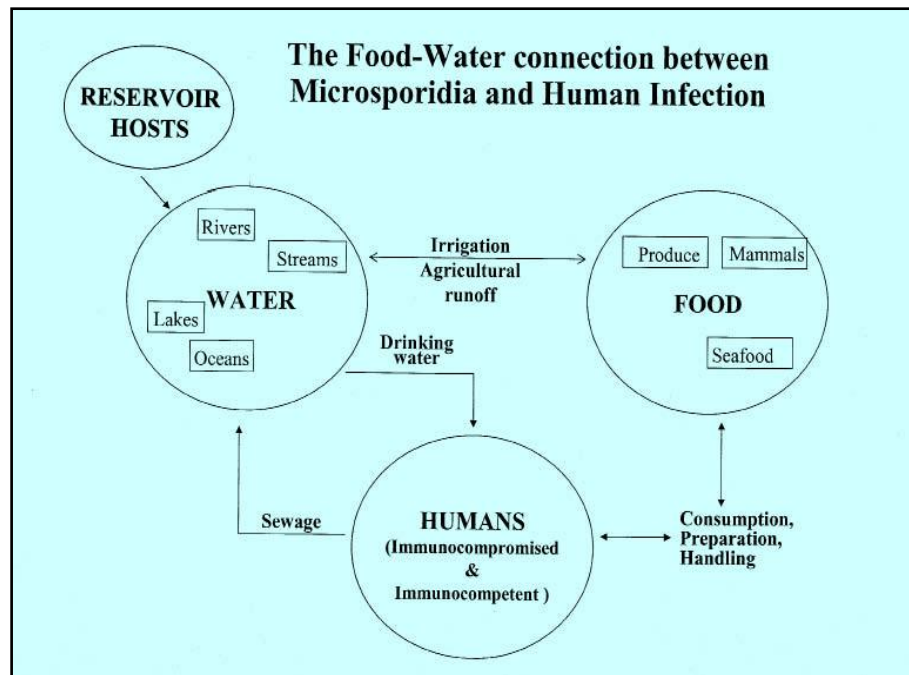 The Food-Water connection between
Microsporidia and Human Infection
RESERVOIR
HOSTS
Rivers
Streams
WATER
Lakes
Oceans
Irrigation
Agricultural
runoff
Produce
Mammals
FOOD
Seafood
Drinking
water
Sewage
HUMANS
(Immunocompromised
&
Immunocompetent )
Consumption,
Preparation,
Handling